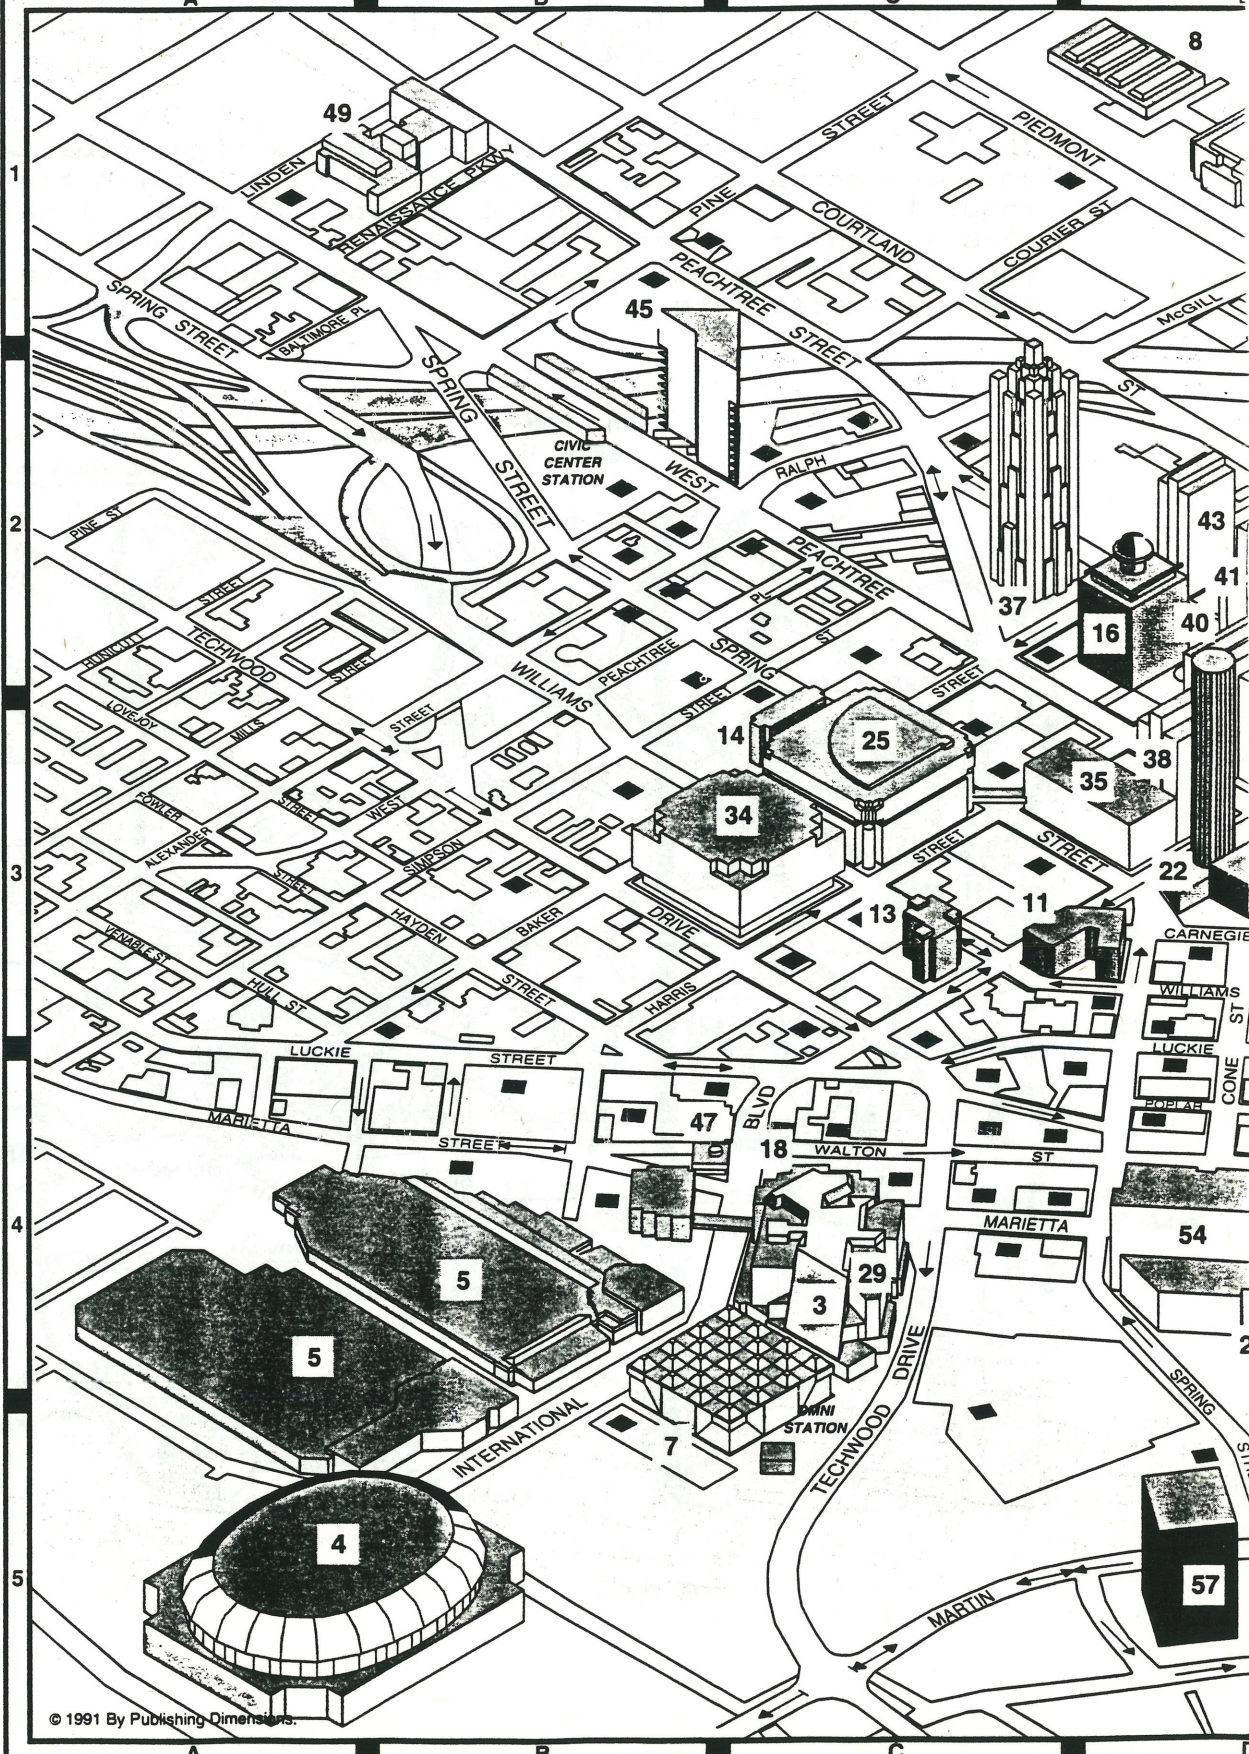 A B C
8
49
STREET
PIEDMONT
1
LINDEN
RENAISSANCE PKWY
PINE
COURTLAND
COURIER ST
PEACHTREE STREET
McGILL
SPRING STREET
BALTIMORE PL
45
ST
SPRING STREET
CIVIC
CENTER
STATION
WEST
RALPH
2
PINE ST
PEACHTREE
43
41
STREET
PL
37
16
40
HUNICUTT
TECHWOOD
STREET
WILLIAMS
PEACHTREE
SPRING
ST
STREET
STREET
LOVEJOY
MILLS
STREET
14
25
38
35
34
FOWLER
STREET
WEST
ALEXANDER
SIMPSON
STREET
STREET
STREET
3
22
13
11
HAYDEN
BAKER
DRIVE
CARNEGIE
VENABLE ST
HULL ST
STREET
HARRIS
WILLIAMS
ST
LUCKIE
STREET
LUCKIE
CONE
POPLAR
MARIETTA
STREET
47
BLVD
18
WALTON
ST
4
MARIETTA
54
5
29
3
5
2
DRIVE
SPRING
OMNI
STATION
INTERNATIONAL
7
TECHWOOD
4
5
57
MARTIN
© 1991 By Publishing Dimensions.
A B C